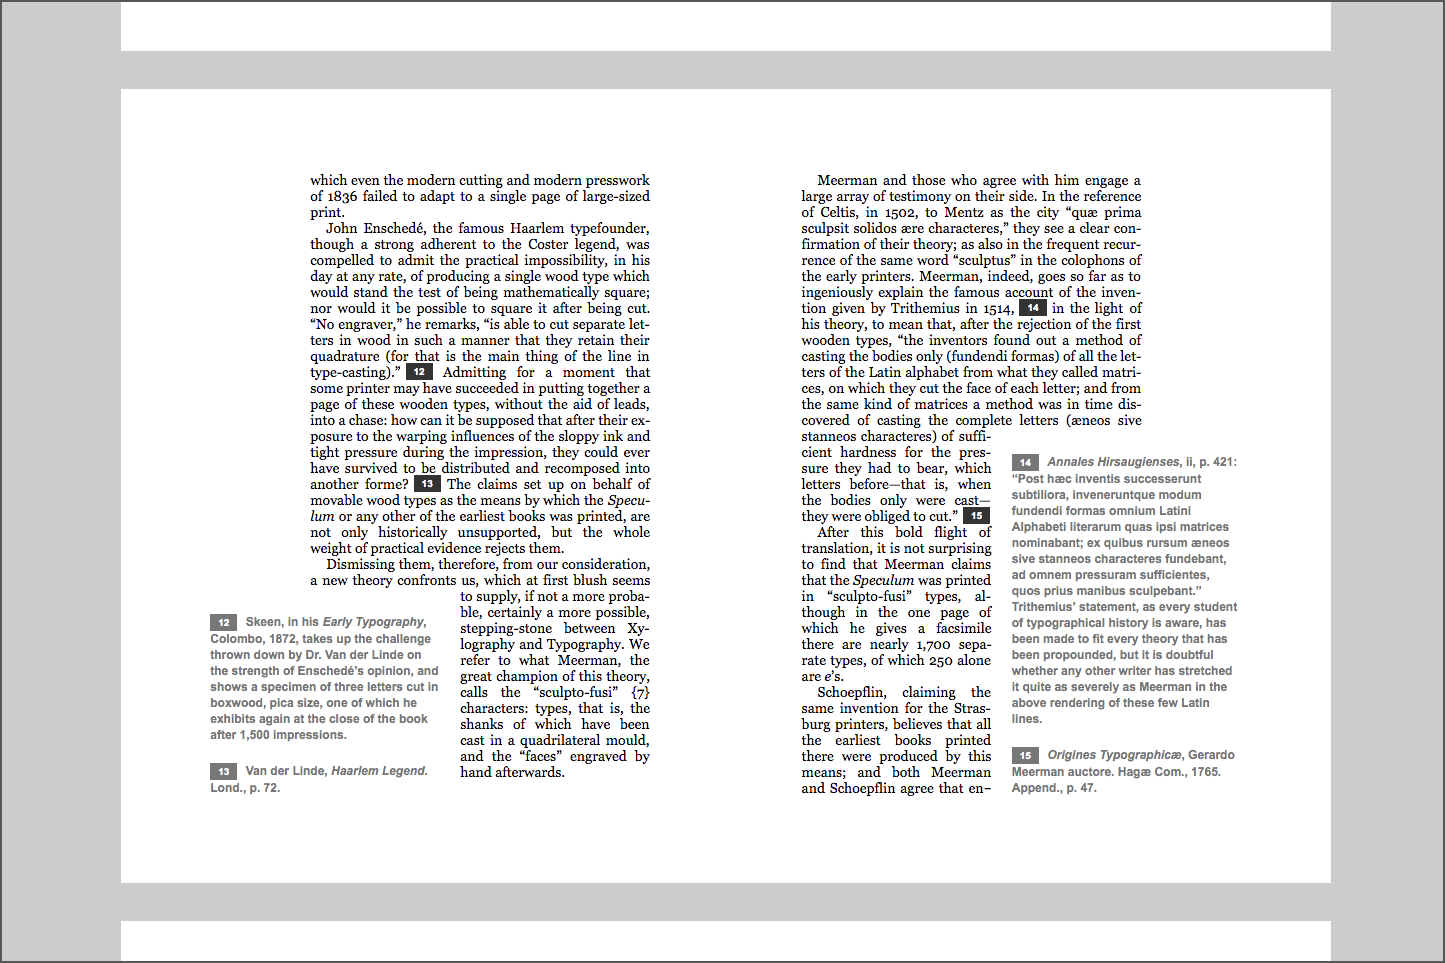 which even the modern cutting and modern presswork
of 1836 failed to adapt to a single page of large-sized
print.
John Enschedé, the famous Haarlem typefounder,
though a strong adherent to the Coster legend, was
compelled to admit the practical impossibility, in his
day at any rate, of producing a single wood type which
would stand the test of being mathematically square;
nor would it be possible to square it after being cut.
“No engraver,” he remarks, “is able to cut separate let-
ters in wood in such a manner that they retain their
quadrature (for that is the main thing of the line in
type-casting).” 12 Admitting for a moment that
some printer may have succeeded in putting together a
page of these wooden types, without the aid of leads,
into a chase: how can it be supposed that after their ex-
posure to the warping influences of the sloppy ink and
tight pressure during the impression, they could ever
have survived to be distributed and recomposed into
another forme? 13 The claims set up on behalf of
movable wood types as the means by which the Specu-
lum or any other of the earliest books was printed, are
not only historically unsupported, but the whole
weight of practical evidence rejects them.
Dismissing them, therefore, from our consideration,
a new theory confronts us, which at first blush seems
to supply, if not a more proba-
ble, certainly a more possible,
stepping-stone between Xy-
lography and Typography. We
refer to what Meerman, the
great champion of this theory,
calls the “sculpto-fusi” {7}
characters: types, that is, the
shanks of which have been
cast in a quadrilateral mould,
and the “faces” engraved by
hand afterwards.
12 Skeen, in his Early Typography,
Colombo, 1872, takes up the challenge
thrown down by Dr. Van der Linde on
the strength of Enschedé’s opinion, and
shows a specimen of three letters cut in
boxwood, pica size, one of which he
exhibits again at the close of the book
after 1,500 impressions.
13 Van der Linde, Haarlem Legend.
Lond., p. 72.
Meerman and those who agree with him engage a
large array of testimony on their side. In the reference
of Celtis, in 1502, to Mentz as the city “quæ prima
sculpsit solidos ære characteres,” they see a clear con-
firmation of their theory; as also in the frequent recur-
rence of the same word “sculptus” in the colophons of
the early printers. Meerman, indeed, goes so far as to
ingeniously explain the famous account of the inven-
tion given by Trithemius in 1514, 14 in the light of
his theory, to mean that, after the rejection of the first
wooden types, “the inventors found out a method of
casting the bodies only (fundendi formas) of all the let-
ters of the Latin alphabet from what they called matri-
ces, on which they cut the face of each letter; and from
the same kind of matrices a method was in time dis-
covered of casting the complete letters (æneos sive
stanneos characteres) of suffi-
cient hardness for the pres-
sure they had to bear, which
letters before—that is, when
the bodies only were cast—
they were obliged to cut.” 15
After this bold flight of
translation, it is not surprising
to find that Meerman claims
that the Speculum was printed
in “sculpto-fusi” types, al-
though in the one page of
which he gives a facsimile
there are nearly 1,700 sepa-
rate types, of which 250 alone
are e’s.
Schoepflin, claiming the
same invention for the Stras-
burg printers, believes that all
the earliest books printed
there were produced by this
means; and both Meerman
and Schoepflin agree that en-
14 Annales Hirsaugienses, ii, p. 421:
“Post hæc inventis successerunt
subtiliora, inveneruntque modum
fundendi formas omnium Latini
Alphabeti literarum quas ipsi matrices
nominabant; ex quibus rursum æneos
sive stanneos characteres fundebant,
ad omnem pressuram sufficientes,
quos prius manibus sculpebant.”
Trithemius’ statement, as every student
of typographical history is aware, has
been made to fit every theory that has
been propounded, but it is doubtful
whether any other writer has stretched
it quite as severely as Meerman in the
above rendering of these few Latin
lines.
15 Origines Typographicæ, Gerardo
Meerman auctore. Hagæ Com., 1765.
Append., p. 47.